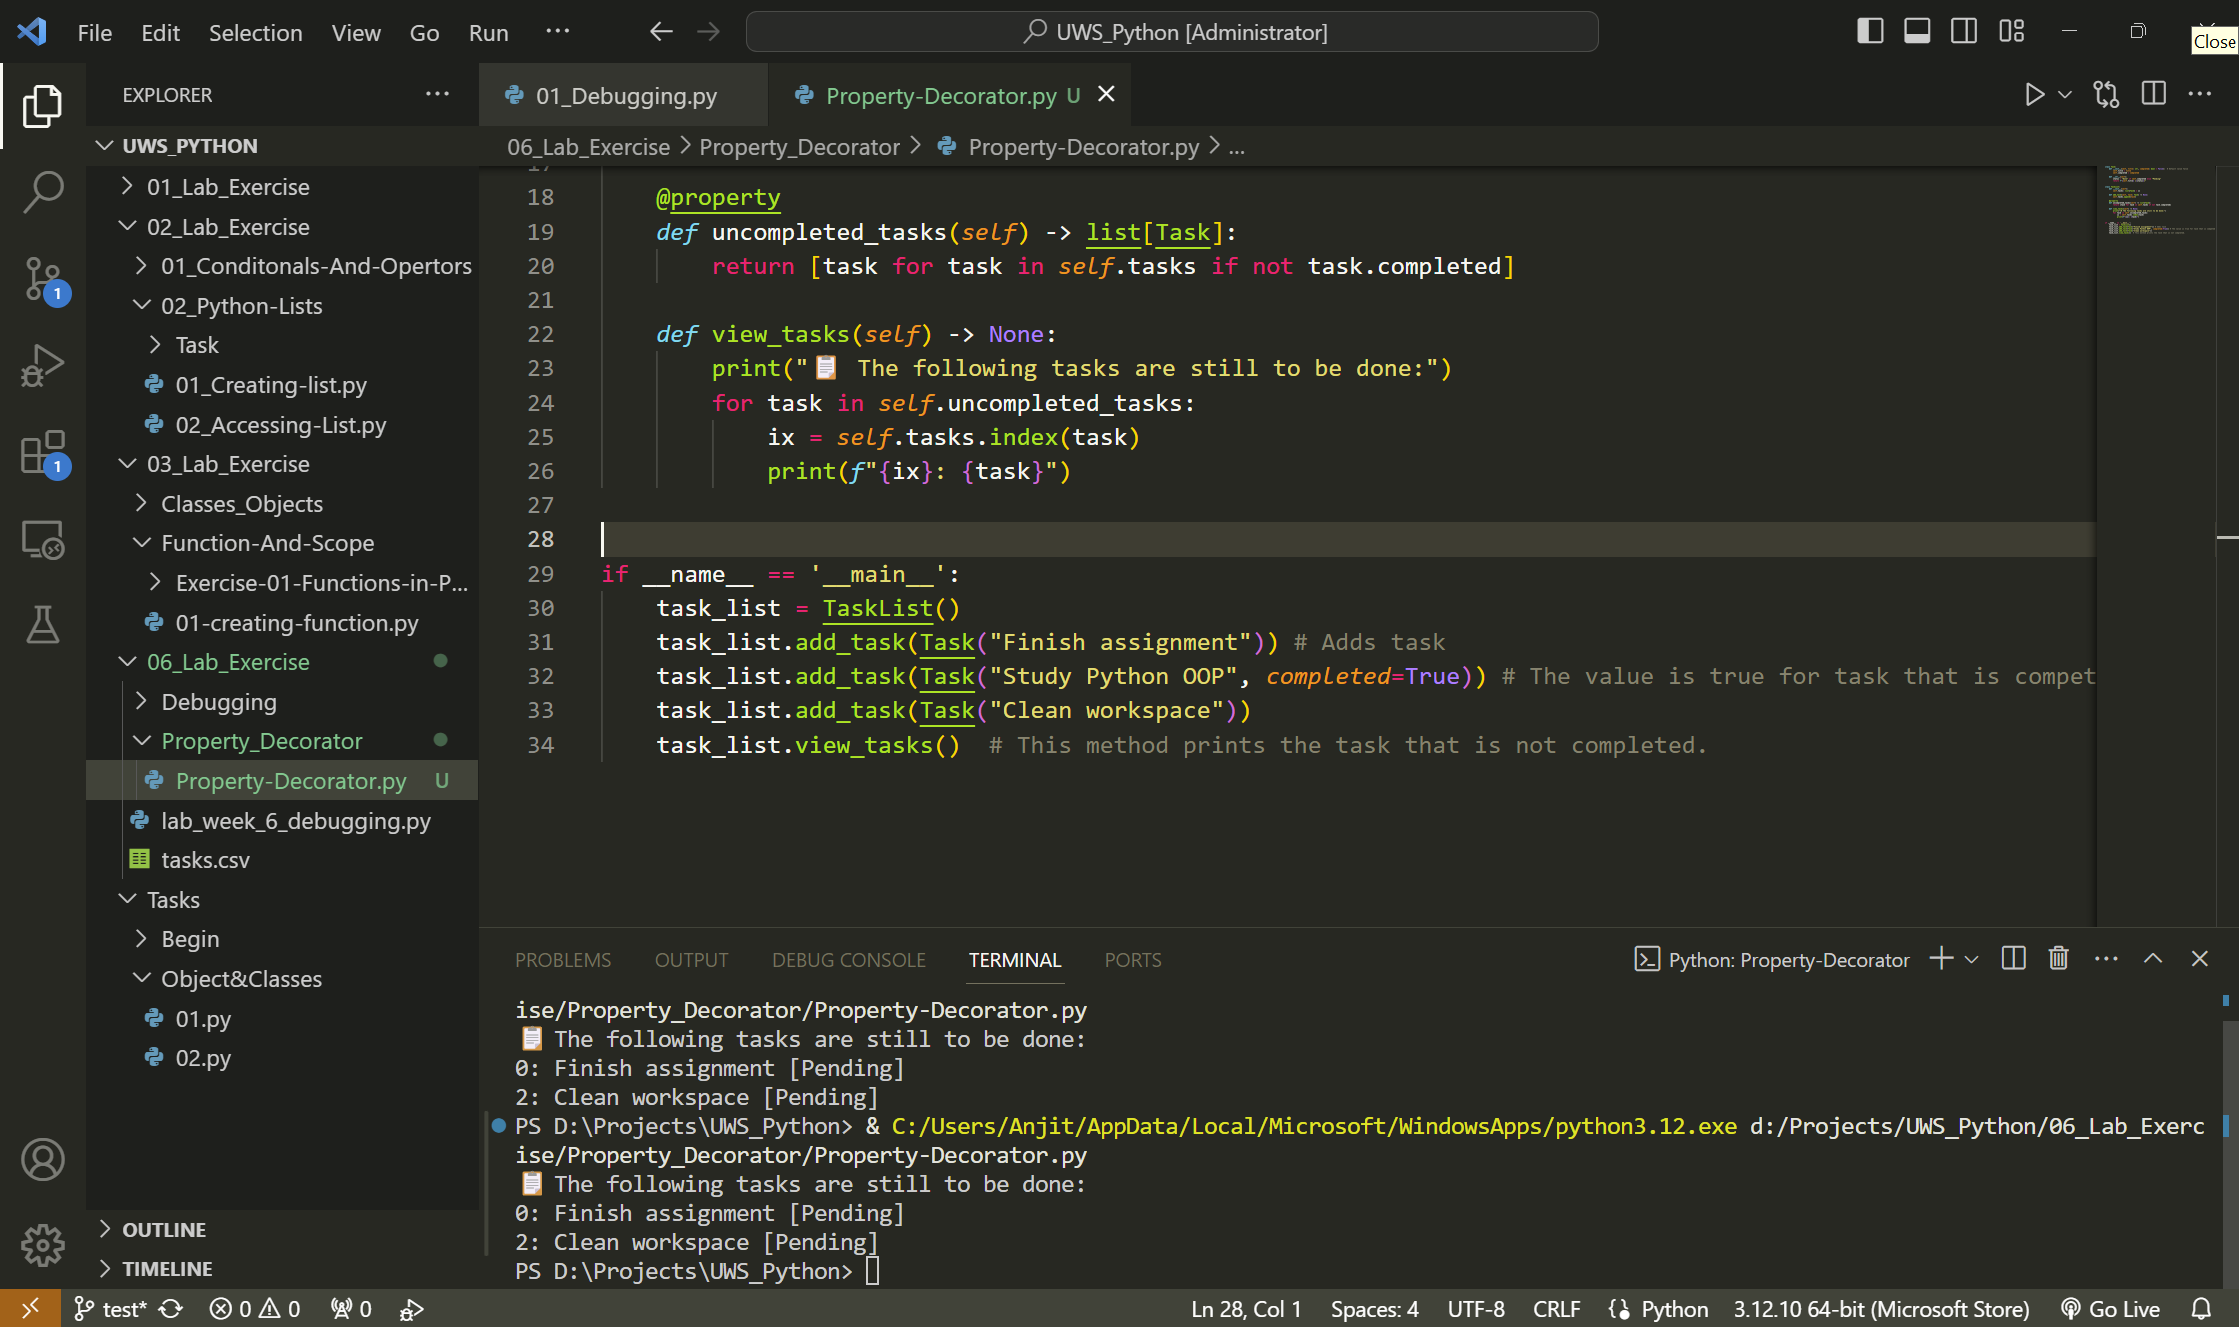 File Edit Selection View Go Run ···
UWS_Python [Administrator]
Close
EXPLORER ···
01_Debugging.py
Property-Decorator.py U
06_Lab_Exercise > Property_Decorator > Property-Decorator.py > ...
UWS_PYTHON
01_Lab_Exercise
02_Lab_Exercise
01_Conditonals-And-Opertors
02_Python-Lists
Task
01_Creating-list.py
02_Accessing-List.py
03_Lab_Exercise
Classes_Objects
Function-And-Scope
Exercise-01-Functions-in-P...
01-creating-function.py
06_Lab_Exercise
Debugging
Property_Decorator
Property-Decorator.py U
lab_week_6_debugging.py
tasks.csv
Tasks
Begin
Object&Classes
01.py
02.py
OUTLINE
TIMELINE
1
1
18 @property
19 def uncompleted_tasks(self) -> list[Task]:
20 return [task for task in self.tasks if not task.completed]
21
22 def view_tasks(self) -> None:
23 print("📋 The following tasks are still to be done:")
24 for task in self.uncompleted_tasks:
25 ix = self.tasks.index(task)
26 print(f"{ix}: {task}")
27
28
29 if __name__ == '__main__':
30 task_list = TaskList()
31 task_list.add_task(Task("Finish assignment")) # Adds task
32 task_list.add_task(Task("Study Python OOP", completed=True)) # The value is true for task that is compet
33 task_list.add_task(Task("Clean workspace"))
34 task_list.view_tasks() # This method prints the task that is not completed.
PROBLEMS OUTPUT DEBUG CONSOLE TERMINAL PORTS
Python: Property-Decorator
ise/Property_Decorator/Property-Decorator.py
📋 The following tasks are still to be done:
0: Finish assignment [Pending]
2: Clean workspace [Pending]
PS D:\Projects\UWS_Python> & C:/Users/Anjit/AppData/Local/Microsoft/WindowsApps/python3.12.exe d:/Projects/UWS_Python/06_Lab_Exerc
ise/Property_Decorator/Property-Decorator.py
📋 The following tasks are still to be done:
0: Finish assignment [Pending]
2: Clean workspace [Pending]
PS D:\Projects\UWS_Python>
test* 0 0 0
Ln 28, Col 1 Spaces: 4 UTF-8 CRLF Python 3.12.10 64-bit (Microsoft Store) Go Live